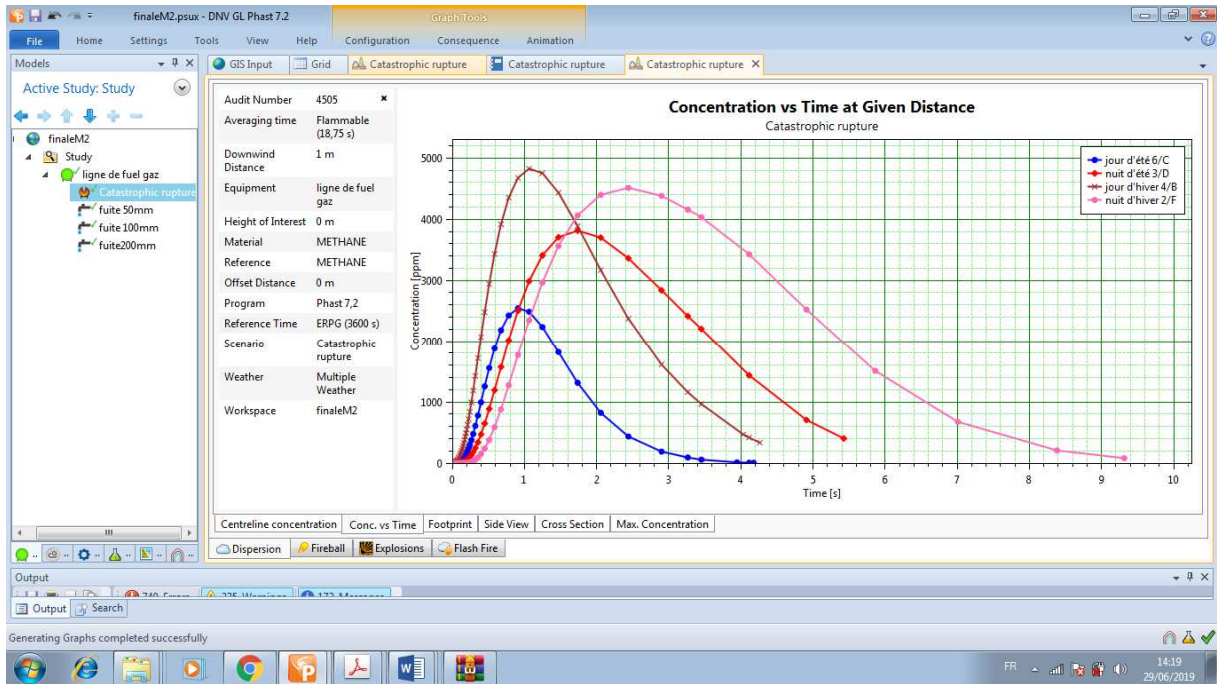 finaleM2.psux - DNV GL Phast 7.2
Graph Tools
File Home Settings Tools View Help Configuration Consequence Animation
Models
GIS Input Grid Catastrophic rupture Catastrophic rupture Catastrophic rupture
Active Study: Study
finaleM2
Study
ligne de fuel gaz
Catastrophic rupture
fuite 50mm
fuite 100mm
fuite200mm
Audit Number 4505
Averaging time Flammable
(18,75 s)
Downwind 1 m
Distance
Equipment ligne de fuel
gaz
Height of Interest 0 m
Material METHANE
Reference METHANE
Offset Distance 0 m
Program Phast 7,2
Reference Time ERPG (3600 s)
Scenario Catastrophic
rupture
Weather Multiple
Weather
Workspace finaleM2
Concentration vs Time at Given Distance
Catastrophic rupture
jour d'été 6/C
nuit d'été 3/D
jour d'hiver 4/B
nuit d'hiver 2/F
Concentration [ppm]
5000
4000
3000
2000
1000
0
0 1 2 3 4 5 6 7 8 9 10
Time [s]
Centreline concentration Conc. vs Time Footprint Side View Cross Section Max. Concentration
Dispersion Fireball Explosions Flash Fire
Output
740 Errors 225 Warnings 172 Messages
Output Search
Generating Graphs completed successfully
FR 14:19
29/06/2019